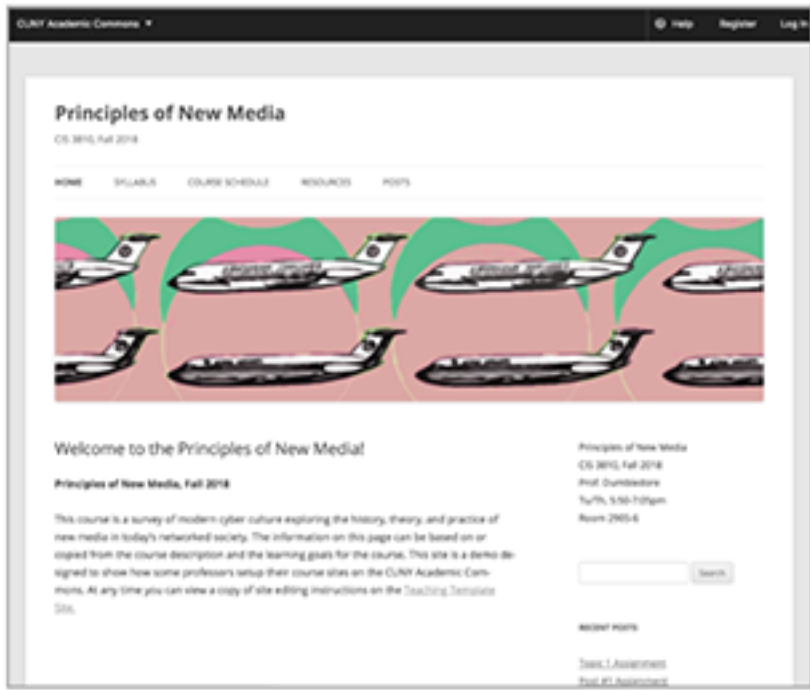 CUNY Academic Commons
Help Register Log In
Principles of New Media
CIS 3810, Fall 2018
HOME SYLLABUS COURSE SCHEDULE RESOURCES POSTS
Welcome to the Principles of New Media!
Principles of New Media, Fall 2018
This course is a survey of modern cyber culture exploring the history, theory, and practice of
new media in today's networked society. The information on this page can be based on or
copied from the course description and the learning goals for the course. This site is a demo de-
signed to show how some professors setup their course sites on the CUNY Academic Com-
mons. At any time you can view a copy of site editing instructions on the Teaching Template
Site.
Principles of New Media
CIS 3810, Fall 2018
Prof. Dumbledore
Tu/Th, 5:50-7:05pm
Room 2905-6
Search
RECENT POSTS
Topic 1 Assignment
Post #1 Assignment